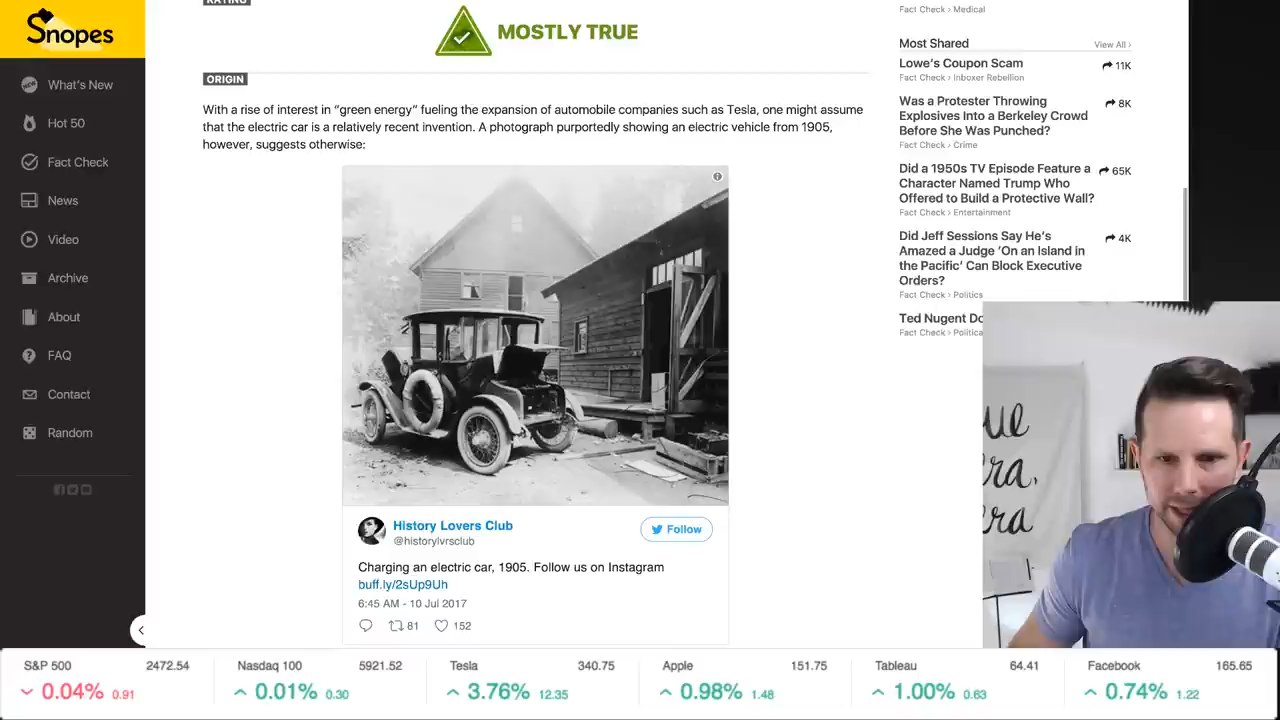 Snopes
What's New
Hot 50
Fact Check
News
Video
Archive
About
FAQ
Contact
Random
RATING
MOSTLY TRUE
ORIGIN
With a rise of interest in “green energy” fueling the expansion of automobile companies such as Tesla, one might assume
that the electric car is a relatively recent invention. A photograph purportedly showing an electric vehicle from 1905,
however, suggests otherwise:
History Lovers Club
@historylvrsclub
Follow
Charging an electric car, 1905. Follow us on Instagram
buff.ly/2sUp9Uh
6:45 AM - 10 Jul 2017
81
152
Fact Check › Medical
Most Shared
View All ›
Lowe's Coupon Scam
11K
Fact Check › Inboxer Rebellion
Was a Protester Throwing
8K
Explosives Into a Berkeley Crowd
Before She Was Punched?
Fact Check › Crime
Did a 1950s TV Episode Feature a
65K
Character Named Trump Who
Offered to Build a Protective Wall?
Fact Check › Entertainment
Did Jeff Sessions Say He's
4K
Amazed a Judge ‘On an Island in
the Pacific’ Can Block Executive
Orders?
Fact Check › Politics
Ted Nugent
Fact Check ›
S&P 500 2472.54
0.04% 0.91
Nasdaq 100 5921.52
0.01% 0.30
Tesla 340.75
3.76% 12.35
Apple 151.75
0.98% 1.48
Tableau 64.41
1.00% 0.63
Facebook 165.65
0.74% 1.22